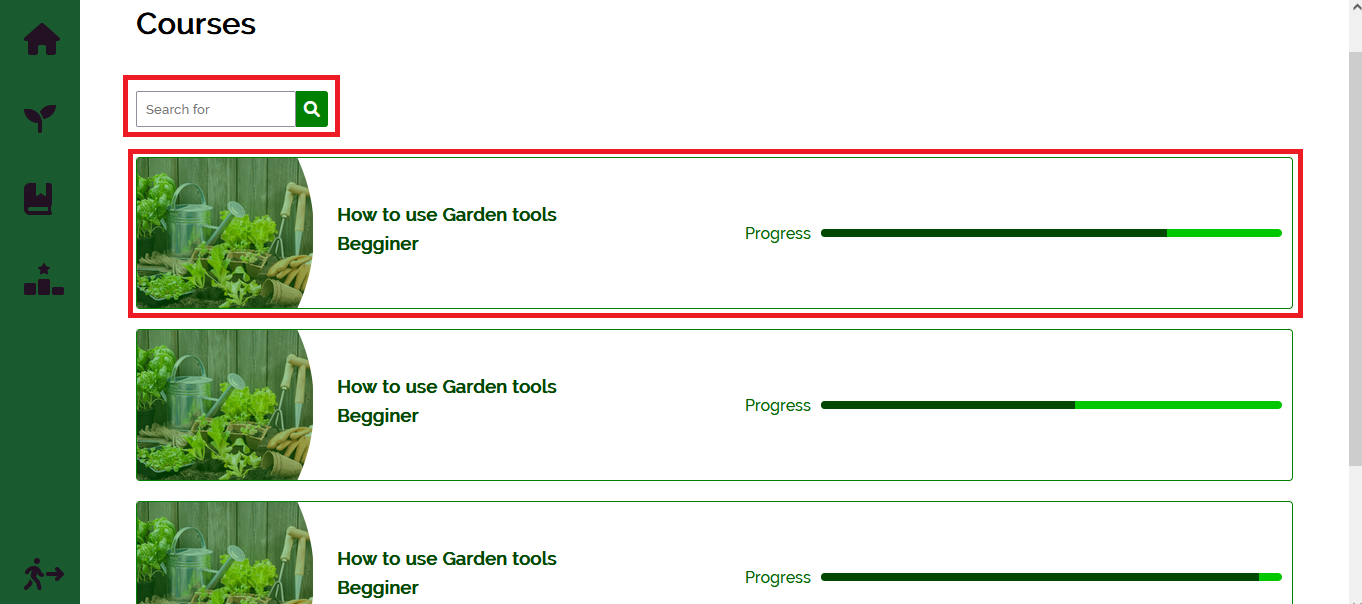 Courses
Search for
How to use Garden tools
Begginer
Progress
How to use Garden tools
Begginer
Progress
How to use Garden tools
Begginer
Progress